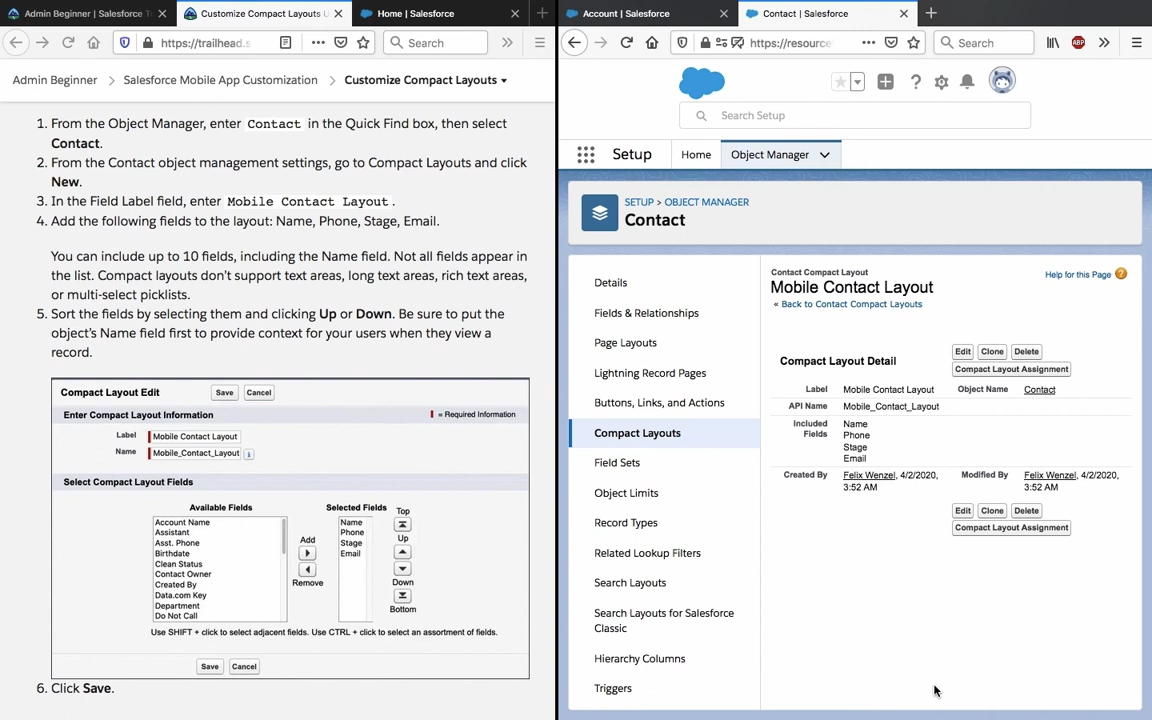 Admin Beginner | Salesforce T
Customize Compact Layouts U
Home | Salesforce
https://trailhead.s
Search
Admin Beginner
Salesforce Mobile App Customization
Customize Compact Layouts
1. From the Object Manager, enter Contact in the Quick Find box, then select
Contact.
2. From the Contact object management settings, go to Compact Layouts and click
New.
3. In the Field Label field, enter Mobile Contact Layout.
4. Add the following fields to the layout: Name, Phone, Stage, Email.
You can include up to 10 fields, including the Name field. Not all fields appear in
the list. Compact layouts don't support text areas, long text areas, rich text areas,
or multi-select picklists.
5. Sort the fields by selecting them and clicking Up or Down. Be sure to put the
object's Name field first to provide context for your users when they view a
record.
Compact Layout Edit
Save
Cancel
Enter Compact Layout Information
= Required Information
Label
Mobile Contact Layout
Name
Mobile_Contact_Layout
i
Select Compact Layout Fields
Available Fields
Account Name
Assistant
Asst. Phone
Birthdate
Clean Status
Contact Owner
Created By
Data.com Key
Department
Do Not Call
Add
Remove
Selected Fields
Name
Phone
Stage
Email
Top
Up
Down
Bottom
Use SHIFT + click to select adjacent fields. Use CTRL + click to select an assortment of fields.
Save
Cancel
6. Click Save.
Account | Salesforce
Contact | Salesforce
https://resource
Search
ABP
Search Setup
Setup
Home
Object Manager
SETUP > OBJECT MANAGER
Contact
Details
Fields & Relationships
Page Layouts
Lightning Record Pages
Buttons, Links, and Actions
Compact Layouts
Field Sets
Object Limits
Record Types
Related Lookup Filters
Search Layouts
Search Layouts for Salesforce
Classic
Hierarchy Columns
Triggers
Contact Compact Layout
Mobile Contact Layout
« Back to Contact Compact Layouts
Help for this Page ?
Compact Layout Detail
Edit
Clone
Delete
Compact Layout Assignment
Label
Mobile Contact Layout
Object Name
Contact
API Name
Mobile_Contact_Layout
Included
Fields
Name
Phone
Stage
Email
Created By
Felix Wenzel, 4/2/2020,
3:52 AM
Modified By
Felix Wenzel, 4/2/2020,
3:52 AM
Edit
Clone
Delete
Compact Layout Assignment